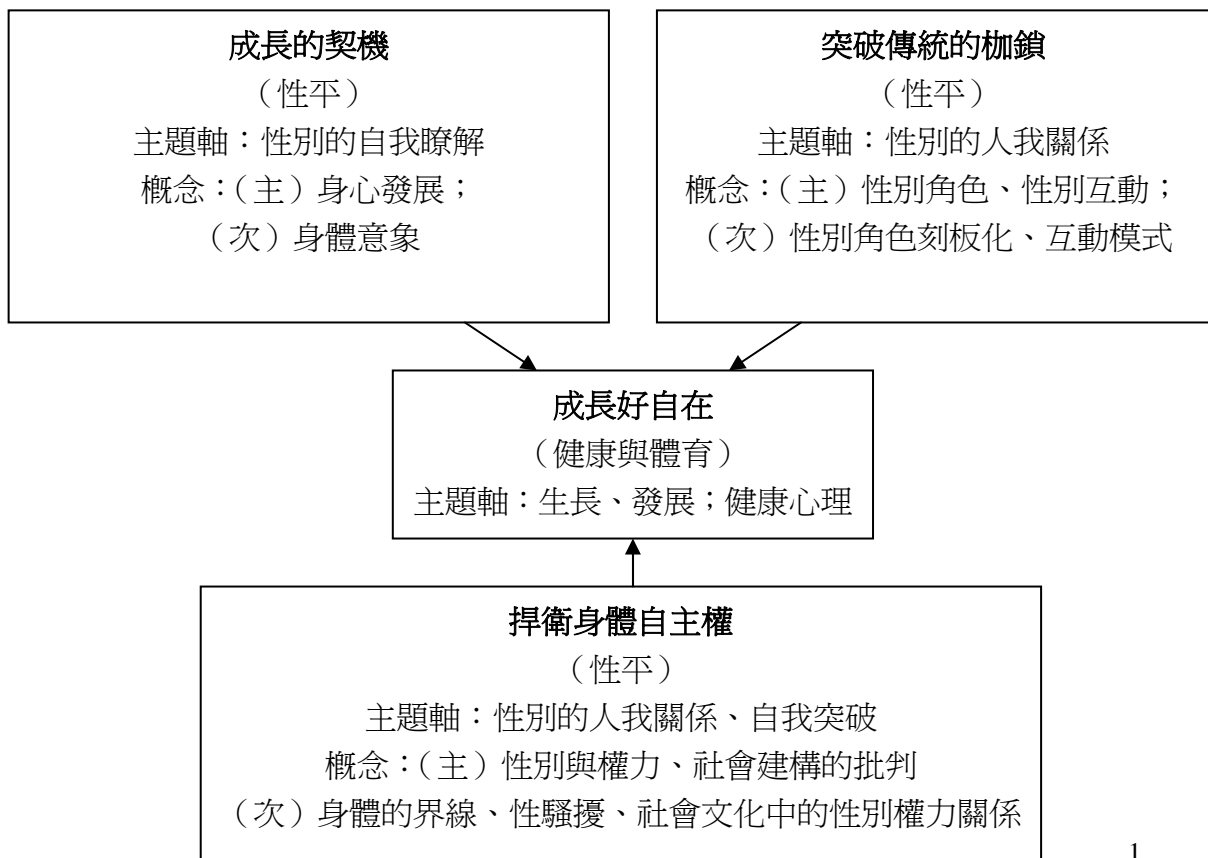 成長的契機
（性平）
主題軸：性別的自我瞭解
概念：（主）身心發展；
（次）身體意象
突破傳統的枷鎖
（性平）
主題軸：性別的人我關係
概念：（主）性別角色、性別互動；
（次）性別角色刻板化、互動模式
成長好自在
（健康與體育）
主題軸：生長、發展；健康心理
捍衛身體自主權
（性平）
主題軸：性別的人我關係、自我突破
概念：（主）性別與權力、社會建構的批判
（次）身體的界線、性騷擾、社會文化中的性別權力關係
1